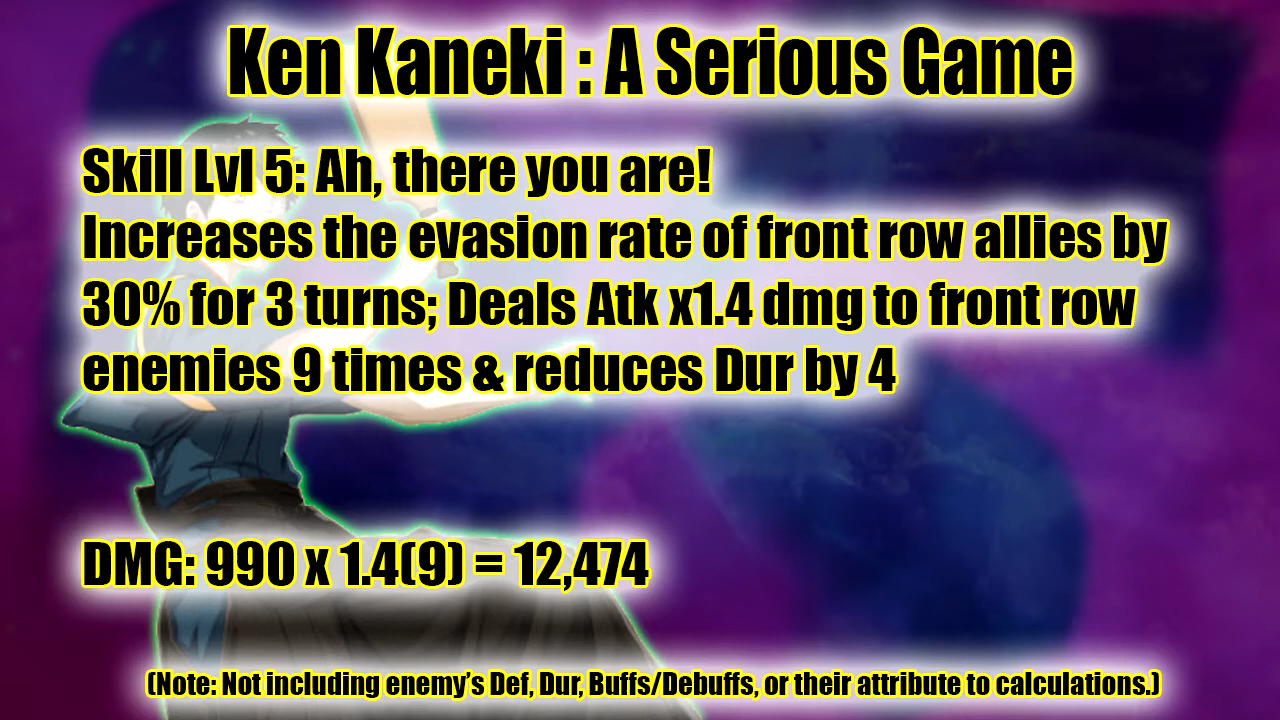 Ken Kaneki : A Serious Game
Skill Lvl 5: Ah, there you are!
Increases the evasion rate of front row allies by
30% for 3 turns; Deals Atk x1.4 dmg to front row
enemies 9 times & reduces Dur by 4
DMG: 990 x 1.4(9) = 12,474
(Note: Not including enemy’s Def, Dur, Buffs/Debuffs, or their attribute to calculations.)